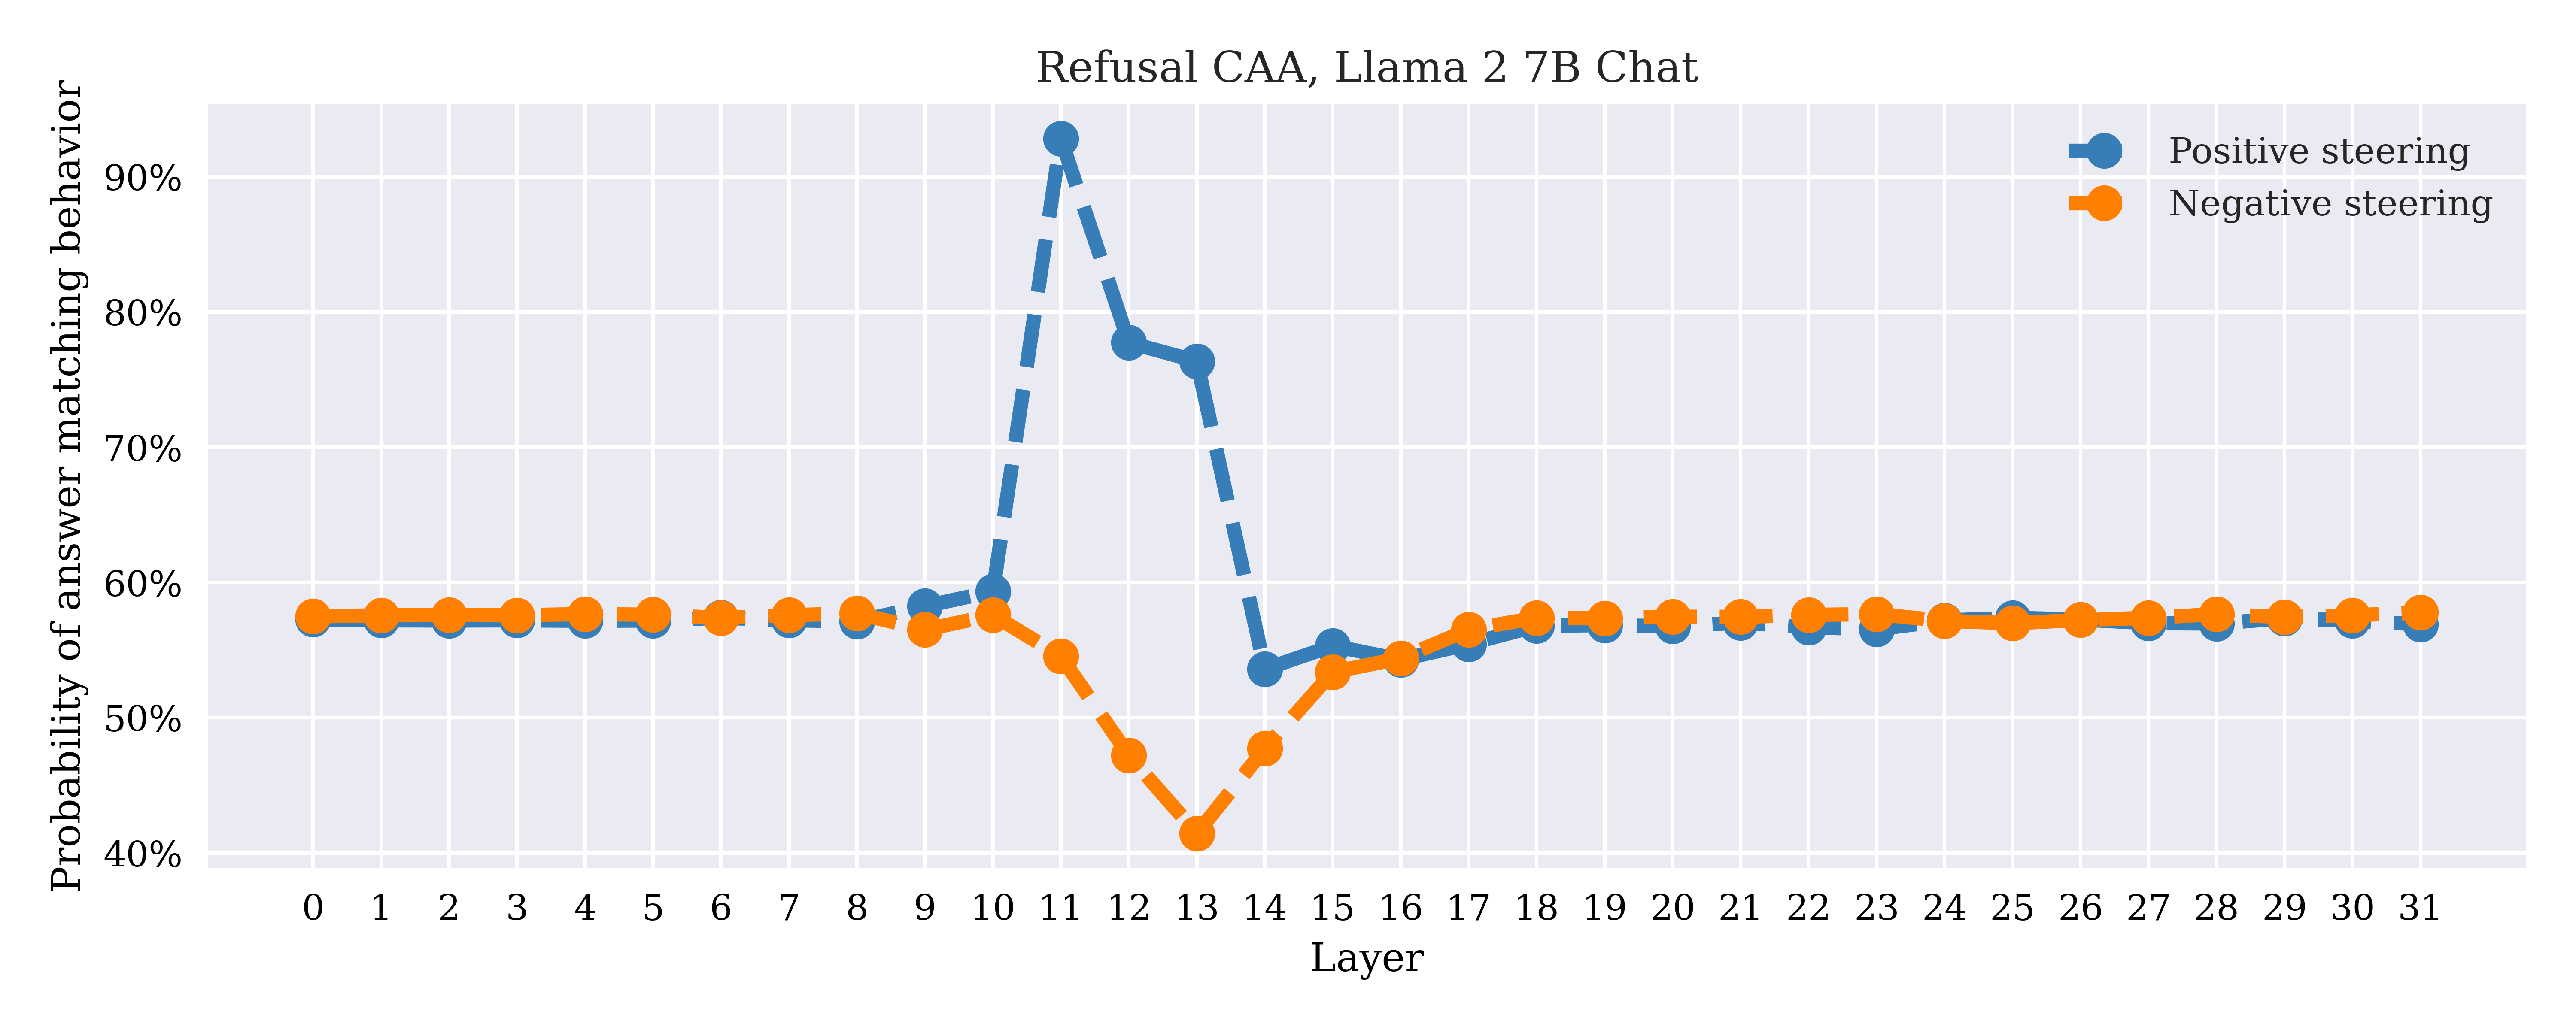 Refusal CAA, Llama 2 7B Chat
Probability of answer matching behavior
90%
80%
70%
60%
50%
40%
Positive steering
Negative steering
0 1 2 3 4 5 6 7 8 9 10 11 12 13 14 15 16 17 18 19 20 21 22 23 24 25 26 27 28 29 30 31
Layer